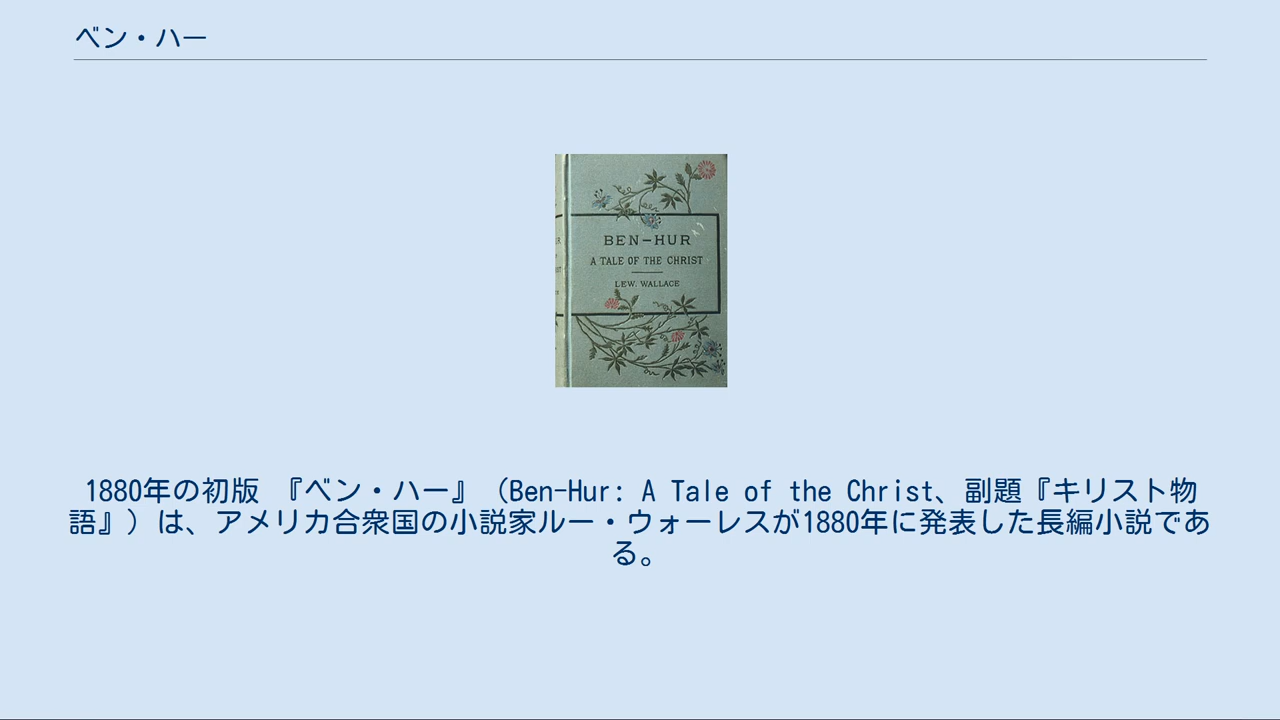 ベン・ハー
BEN-HUR
A TALE OF THE CHRIST
LEW. WALLACE
1880年の初版 『ベン・ハー』（Ben-Hur: A Tale of the Christ、副題『キリスト物
語』）は、アメリカ合衆国の小説家ルー・ウォーレスが1880年に発表した長編小説であ
る。